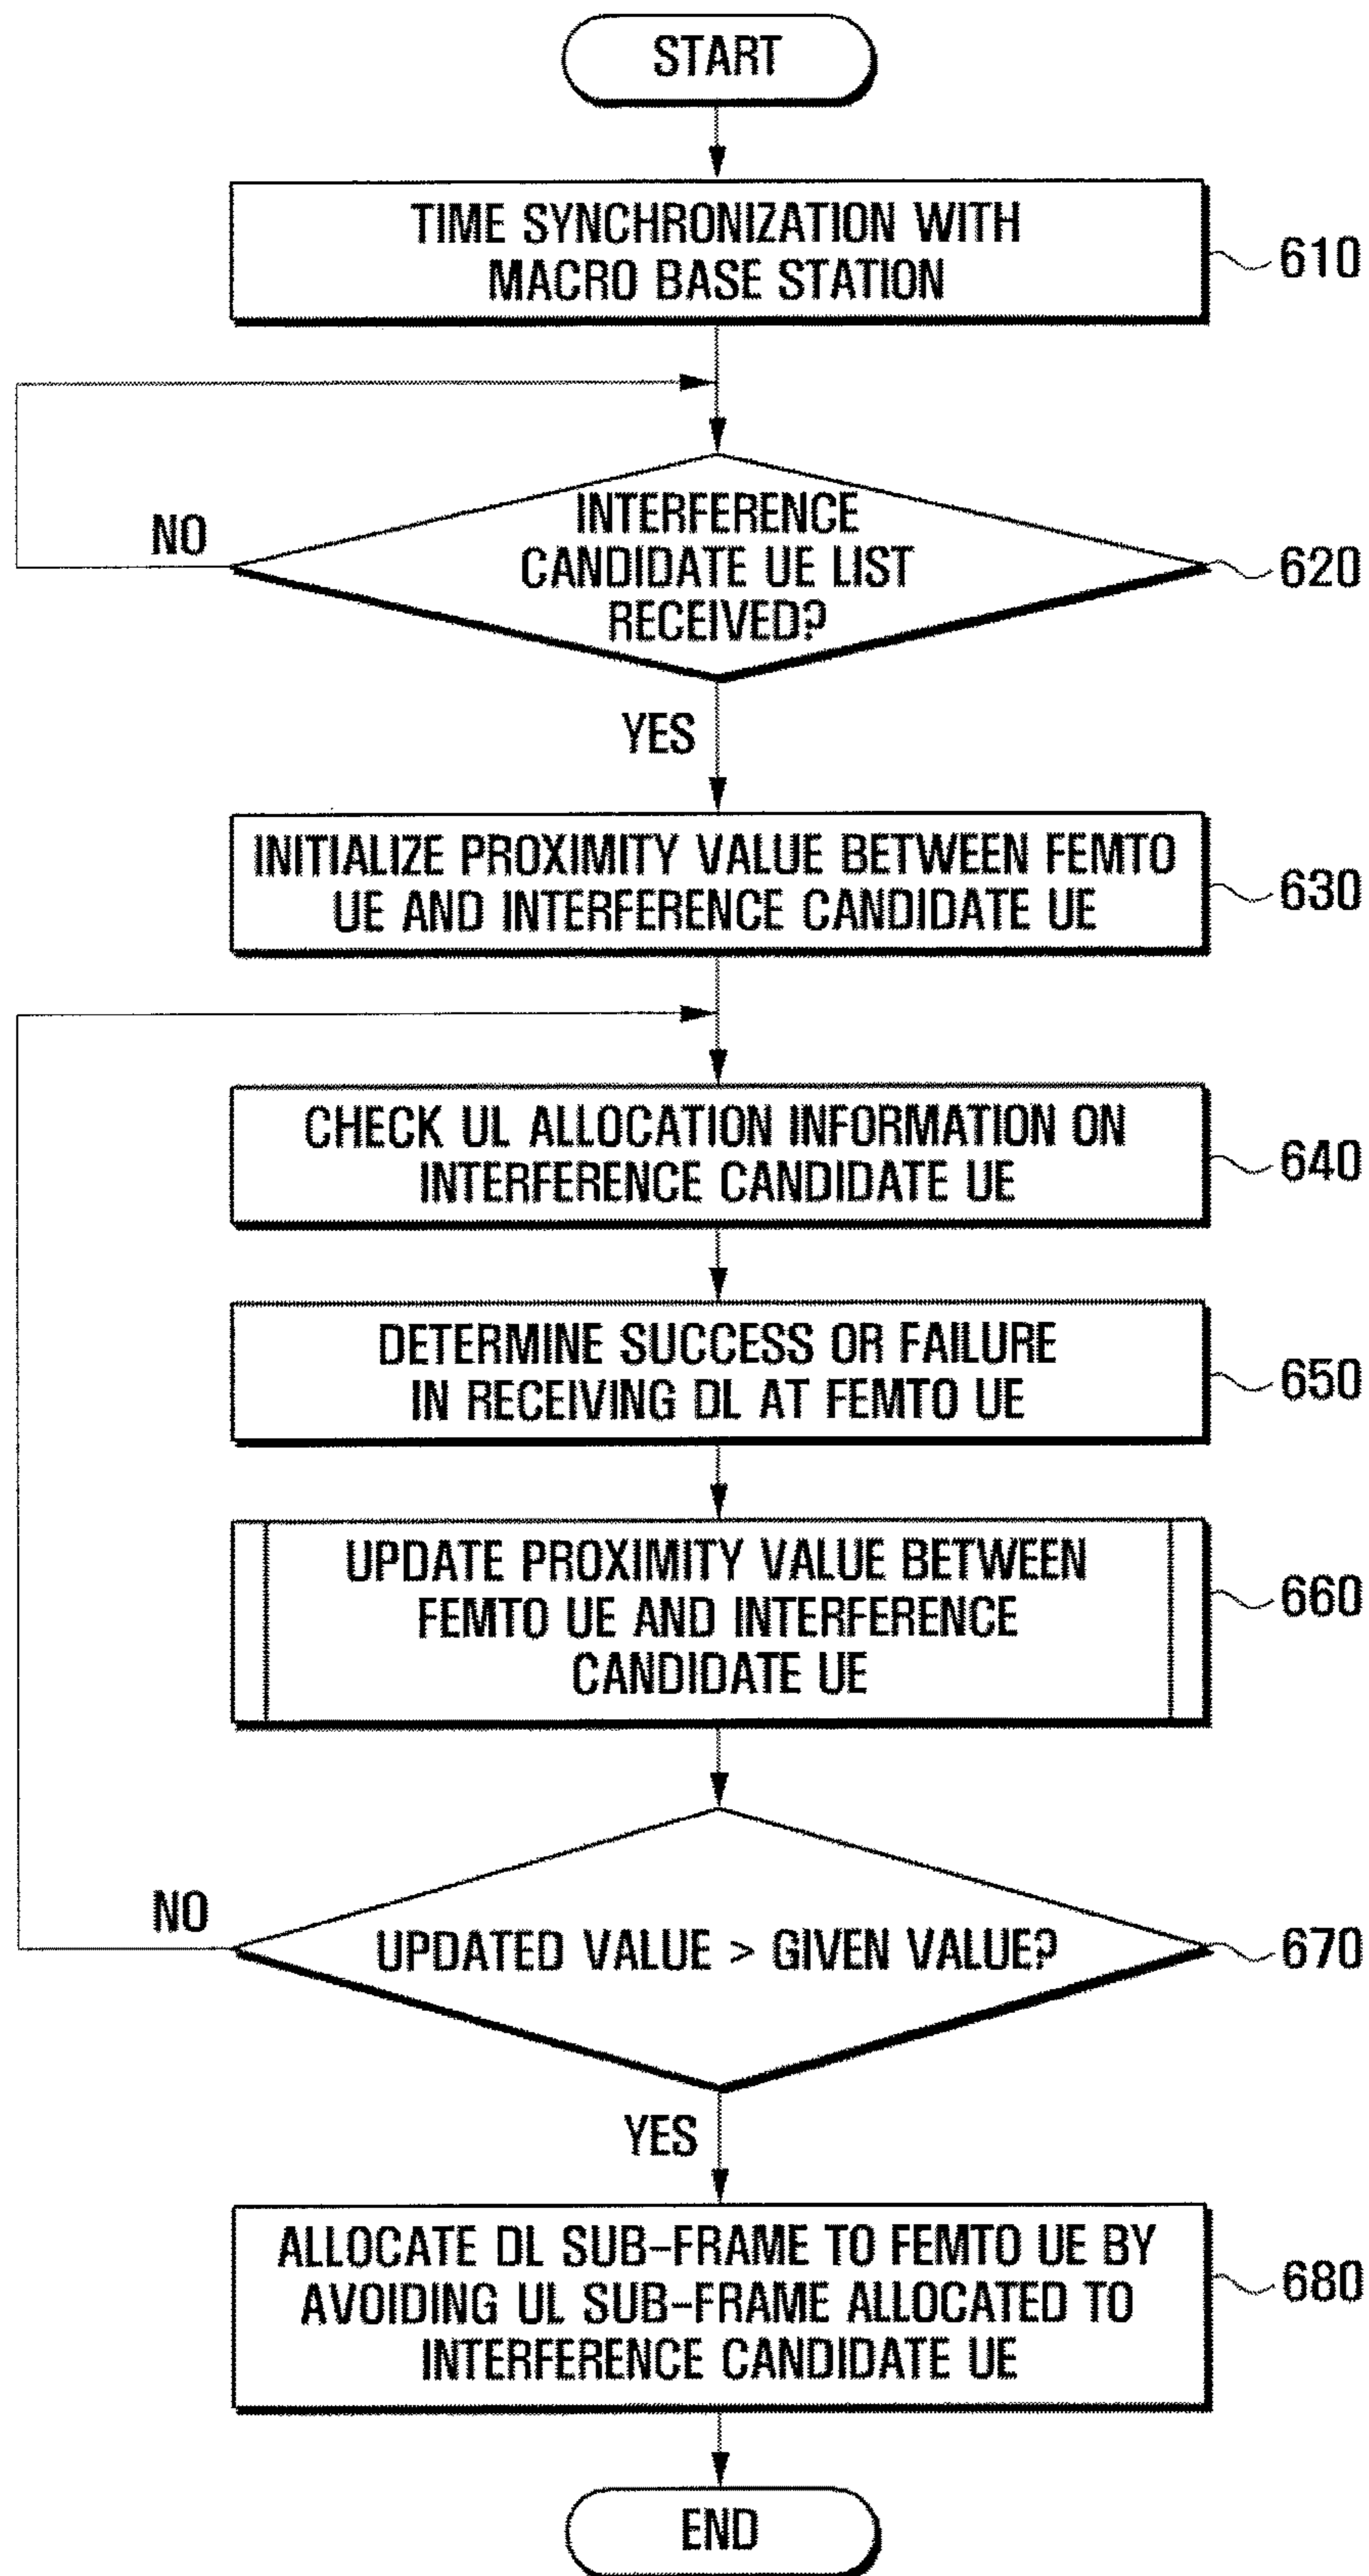 START
TIME SYNCHRONIZATION WITH
MACRO BASE STATION
610
INTERFERENCE
CANDIDATE UE LIST
RECEIVED?
NO
620
YES
INITIALIZE PROXIMITY VALUE BETWEEN FEMTO
UE AND INTERFERENCE CANDIDATE UE
630
CHECK UL ALLOCATION INFORMATION ON
INTERFERENCE CANDIDATE UE
640
DETERMINE SUCCESS OR FAILURE
IN RECEIVING DL AT FEMTO UE
650
UPDATE PROXIMITY VALUE BETWEEN
FEMTO UE AND INTERFERENCE
CANDIDATE UE
660
NO
UPDATED VALUE > GIVEN VALUE?
670
YES
ALLOCATE DL SUB-FRAME TO FEMTO UE BY
AVOIDING UL SUB-FRAME ALLOCATED TO
INTERFERENCE CANDIDATE UE
680
END